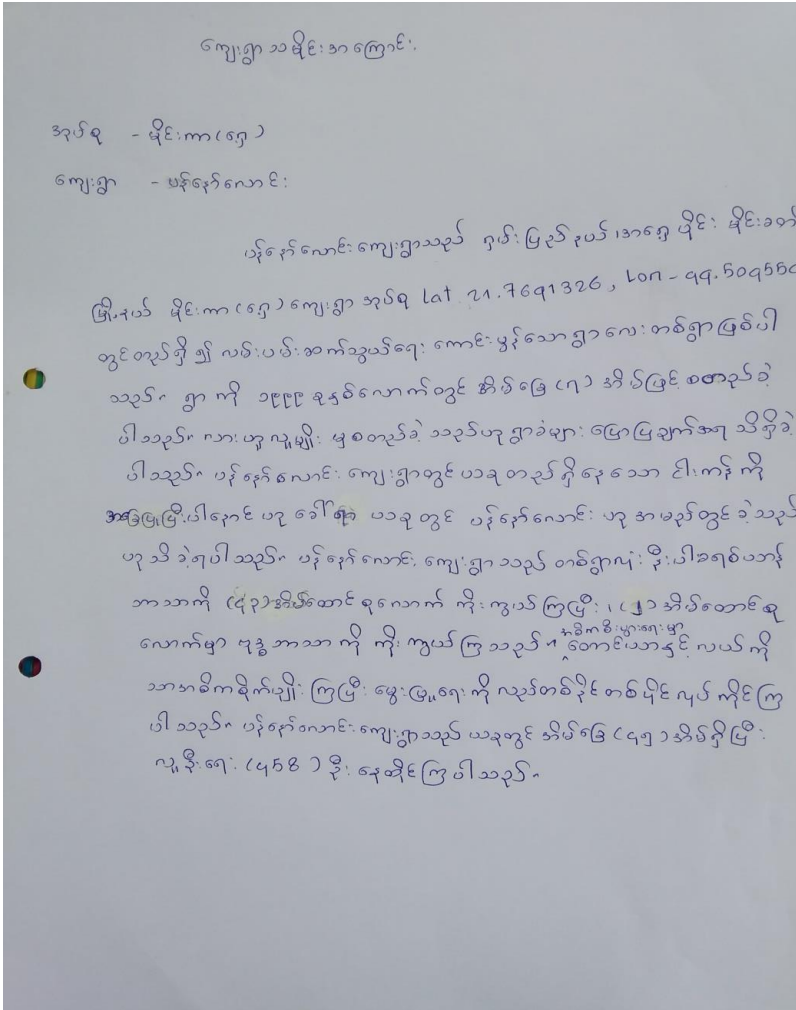 ကျေးရွာသမိုင်းအကြောင်း.
အုပ်စု - မိုင်းကာ(ရှေ့)
ကျေးရွာ - ပန်နော်လောင်း
ပန်နော်လောင်းကျေးရွာသည် ရှမ်းပြည်နယ်၊အရှေ့ပိုင်း မိုင်းခတ်
မြို့နယ် မိုင်းကာ(ရှေ့)ကျေးရွာအုပ်စု Lat 21.7691326, Lon-99.509550
တွင်တည်ရှိ၍ လမ်းပမ်းဆက်သွယ်ရေး ကောင်းမွန်သောရွာလေးတစ်ရွာဖြစ်ပါ
သည်။ ရွာကို ၁၉၉၉ ခုနှစ်လောက်တွင် အိမ်ခြေ(၇)အိမ်ဖြင့် စတည်ခဲ့
ပါသည်။ လားဟူလူမျိုး မှစတည်ခဲ့သည်ဟုရွာခံများ ပြောပြချက်အရ သိရှိခဲ့
ပါသည်။ ပန်နော်လောင်း ကျေးရွာတွင်ယခုတည်ရှိနေသော ငါးကန်ကို
အခြေပြုပြီးပါနောင်ဟုခေါ်ရာ ယခုတွင် ပန်နော်လောင်း ဟုအမည်တွင်ခဲ့သည်
ဟုသိခဲ့ရပါသည်။ ပန်နော်လောင်းကျေးရွာသည် တစ်ရွာလုံးနီးပါခရစ်ယာန်
ဘာသာကို (၄၃)အိမ်ထောင်စုလောက် ကိုးကွယ်ကြပြီး၊(၂)အိမ်ထောင်စု
လောက်မှာ ဗုဒ္ဓဘာသာကို ကိုးကွယ်ကြသည်။ အဓိကစီးပွားရေးမှာ တောင်ယာနှင့်လယ်ကို
သာအဓိကစိုက်ပျိုးကြပြီး မွေးမြူရေးကိုလည်တစ်နိုင်တစ်ပိုင်လုပ်ကိုင်ကြ
ပါသည်။ ပန်နော်လောင်းကျေးရွာသည် ယခုတွင်အိမ်ခြေ(၄၅)အိမ်ရှိပြီး
လူဦးရေ (၄58)ဦး နေထိုင်ကြပါသည်။